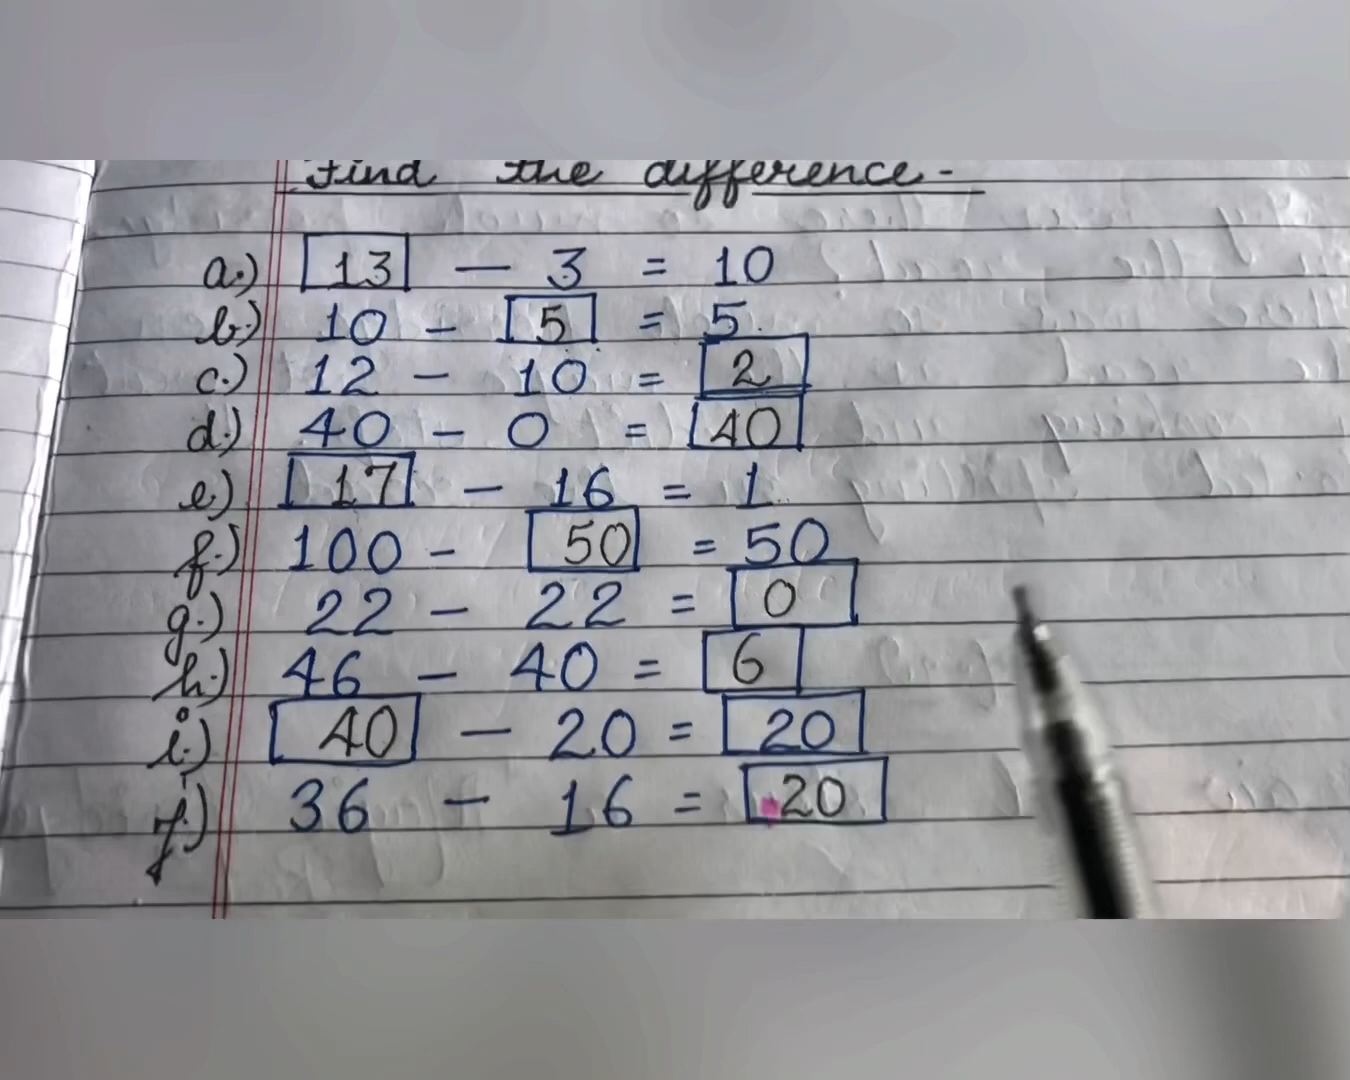 Find the difference-
a.) 13 - 3 = 10
b.) 10 - 5 = 5
c.) 12 - 10 = 2
d.) 40 - 0 = 40
e.) 17 - 16 = 1
f.) 100 - 50 = 50
g.) 22 - 22 = 0
h.) 46 - 40 = 6
i.) 40 - 20 = 20
j.) 36 - 16 = 20